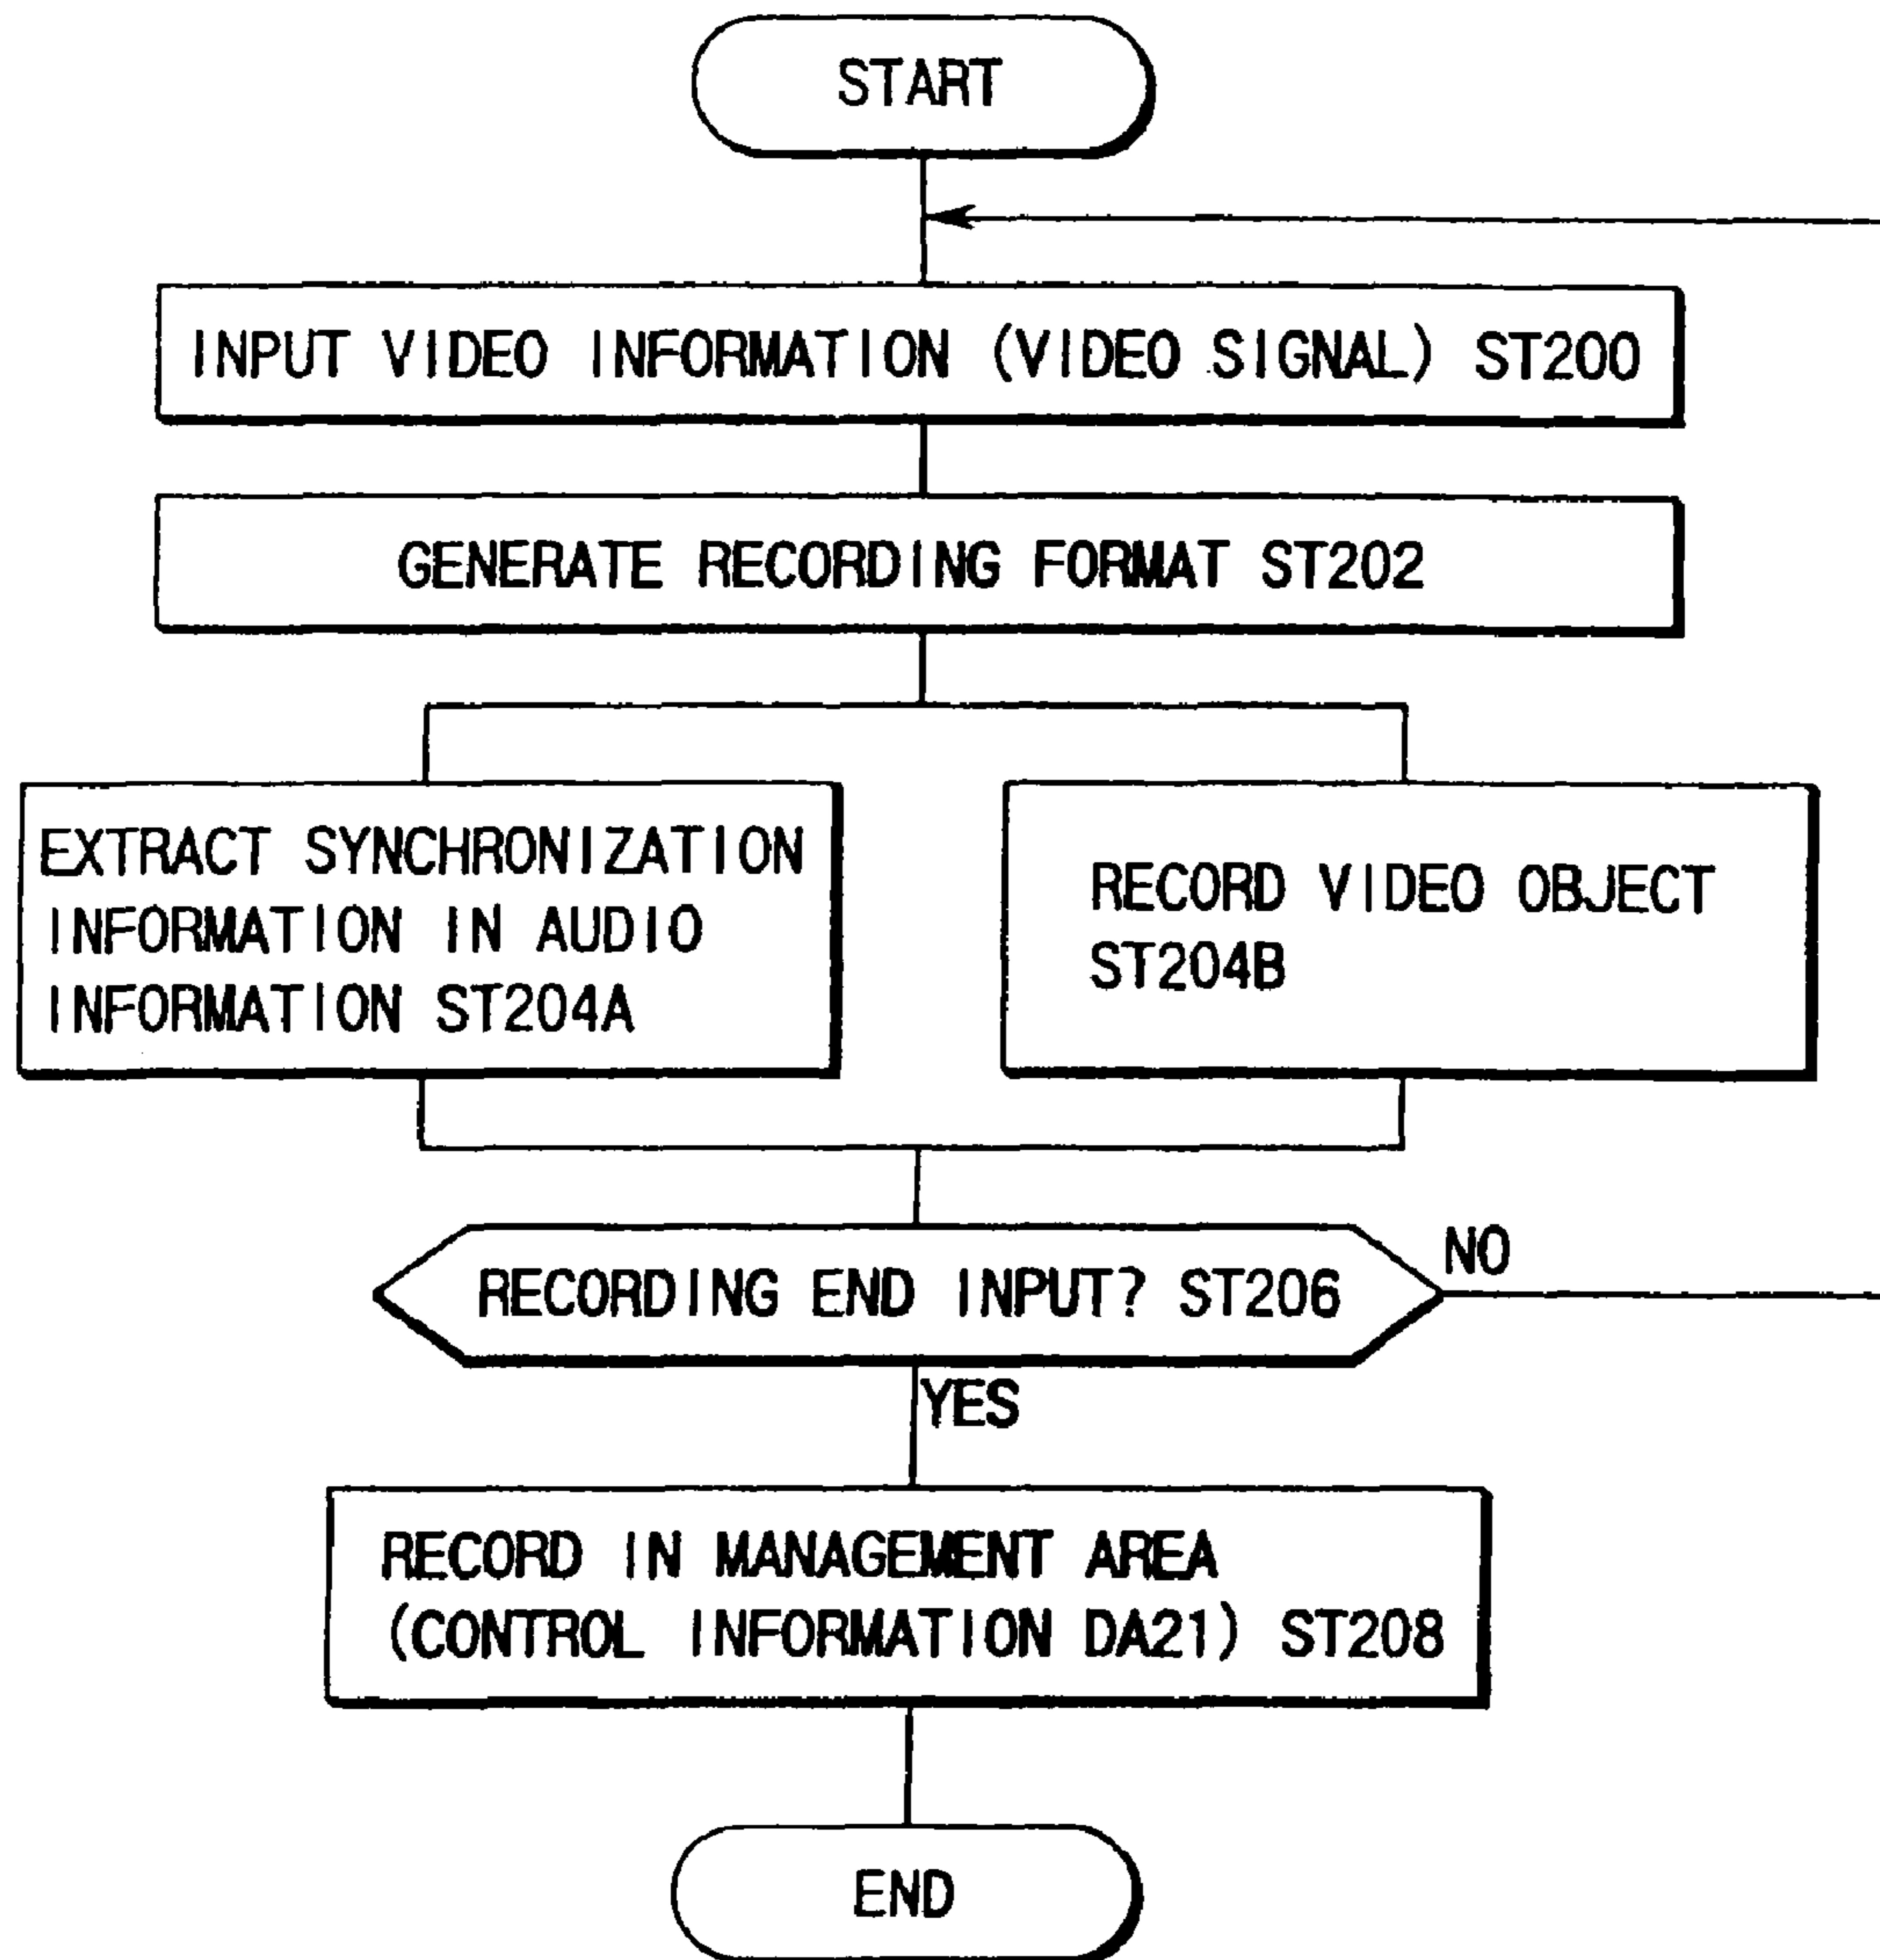 START
INPUT VIDEO INFORMATION (VIDEO SIGNAL) ST200
GENERATE RECORDING FORMAT ST202
EXTRACT SYNCHRONIZATION
INFORMATION IN AUDIO
INFORMATION ST204A
RECORD VIDEO OBJECT
ST204B
RECORDING END INPUT? ST206
NO
YES
RECORD IN MANAGEMENT AREA
(CONTROL INFORMATION DA21) ST208
END